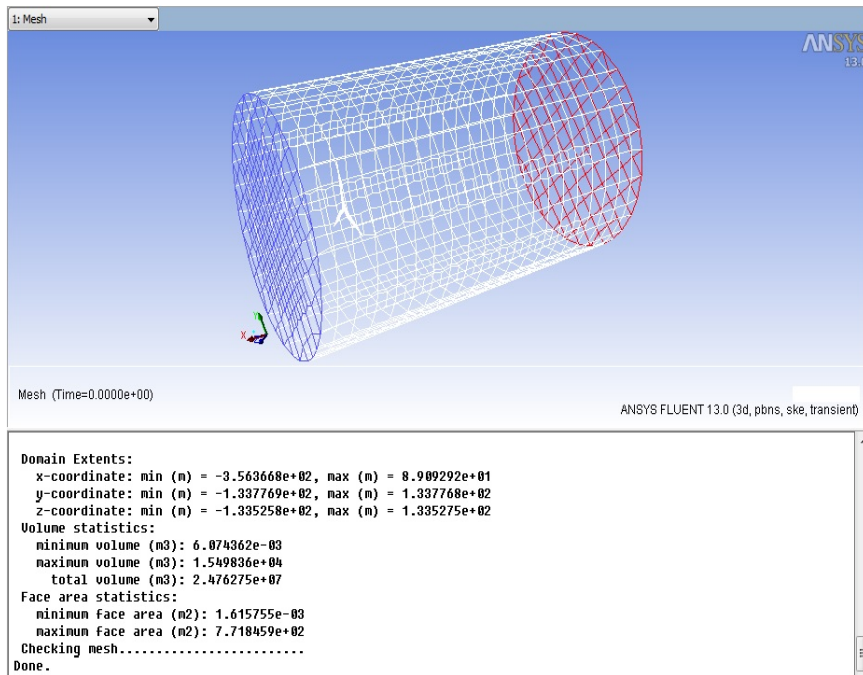 1: Mesh
ANSYS
13.0
Y
X
Z
Mesh (Time=0.0000e+00)
ANSYS FLUENT 13.0 (3d, pbns, ske, transient)
Domain Extents:
x-coordinate: min (m) = -3.563668e+02, max (m) = 8.909292e+01
y-coordinate: min (m) = -1.337769e+02, max (m) = 1.337768e+02
z-coordinate: min (m) = -1.335258e+02, max (m) = 1.335275e+02
Volume statistics:
minimum volume (m3): 6.074362e-03
maximum volume (m3): 1.549836e+04
total volume (m3): 2.476275e+07
Face area statistics:
minimum face area (m2): 1.615755e-03
maximum face area (m2): 7.718459e+02
Checking mesh.........................
Done.